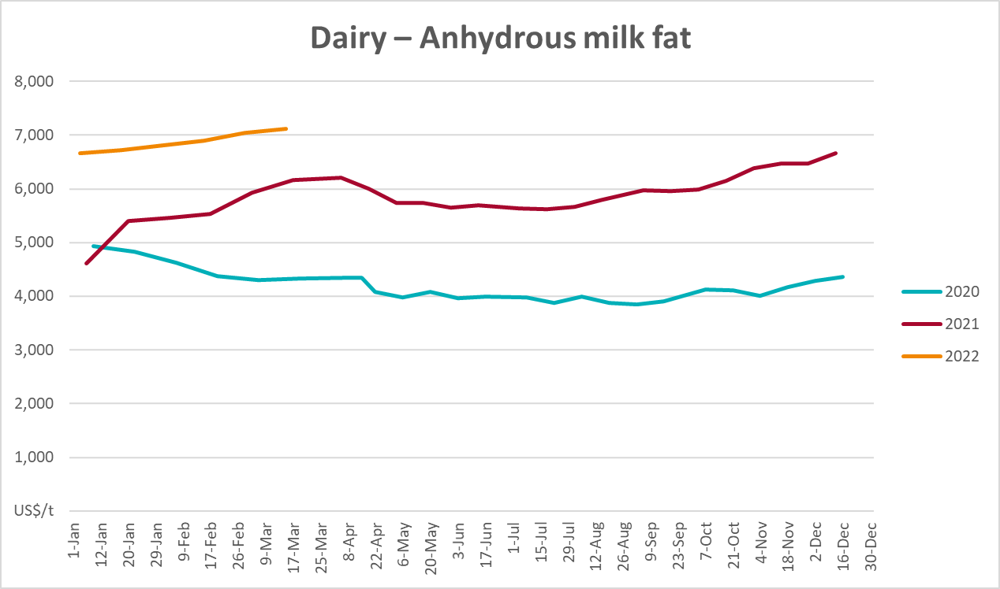 Dairy – Anhydrous milk fat
8,000
7,000
6,000
5,000
4,000
3,000
2,000
1,000
US$/t
1-Jan
12-Jan
20-Jan
29-Jan
9-Feb
17-Feb
26-Feb
9-Mar
17-Mar
25-Mar
8-Apr
22-Apr
6-May
20-May
3-Jun
17-Jun
1-Jul
15-Jul
29-Jul
12-Aug
26-Aug
9-Sep
23-Sep
7-Oct
21-Oct
4-Nov
18-Nov
2-Dec
16-Dec
30-Dec
2020
2021
2022